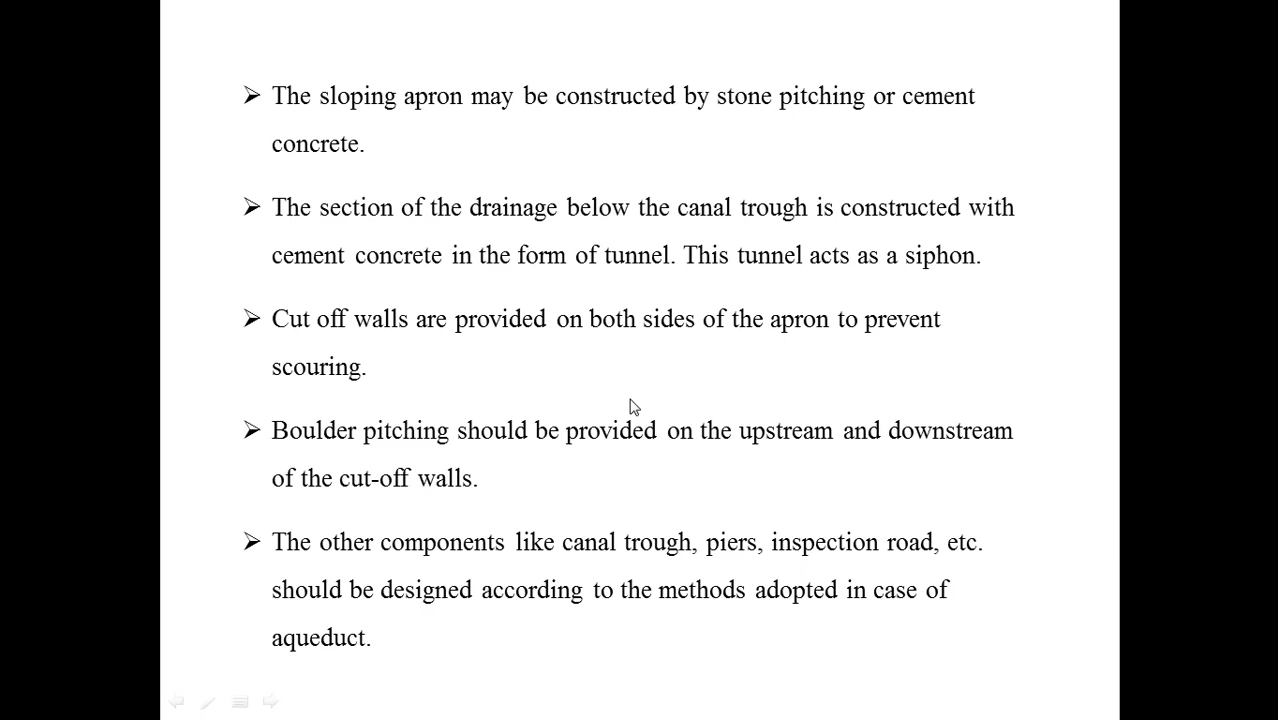 ➢ The sloping apron may be constructed by stone pitching or cement
concrete.
➢ The section of the drainage below the canal trough is constructed with
cement concrete in the form of tunnel. This tunnel acts as a siphon.
➢ Cut off walls are provided on both sides of the apron to prevent
scouring.
➢ Boulder pitching should be provided on the upstream and downstream
of the cut-off walls.
➢ The other components like canal trough, piers, inspection road, etc.
should be designed according to the methods adopted in case of
aqueduct.